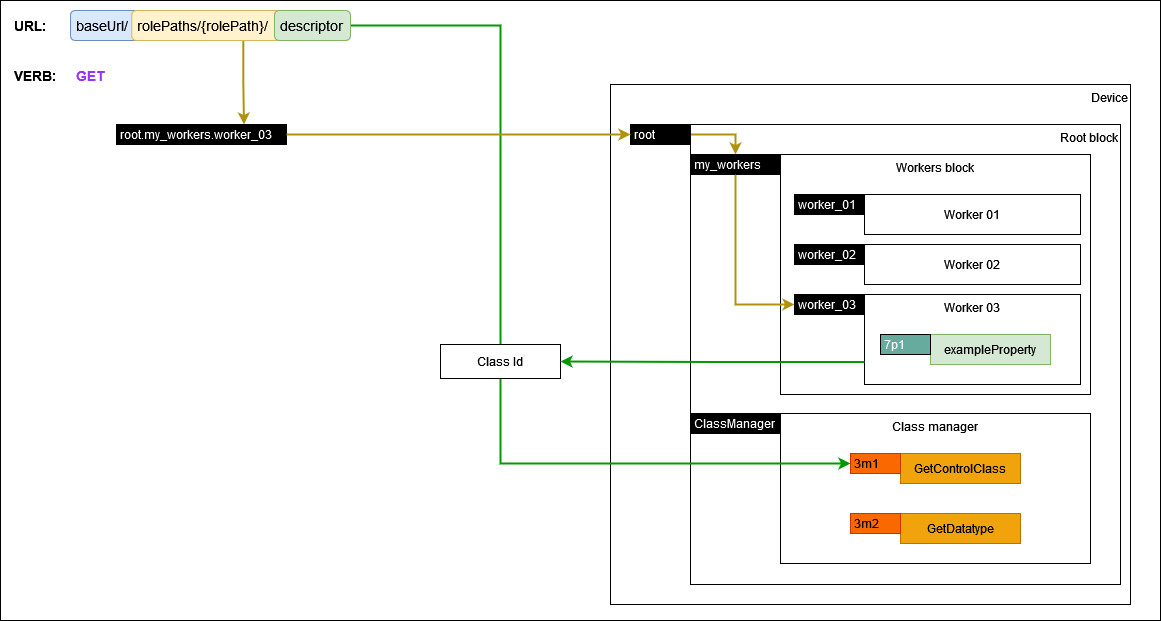 URL: baseUrl/ rolePaths/{rolePath}/ descriptor
VERB: GET
Device
root.my_workers.worker_03
root
Root block
my_workers
Workers block
worker_01
Worker 01
worker_02
Worker 02
worker_03
Worker 03
7p1
exampleProperty
Class Id
ClassManager
Class manager
3m1
GetControlClass
3m2
GetDatatype